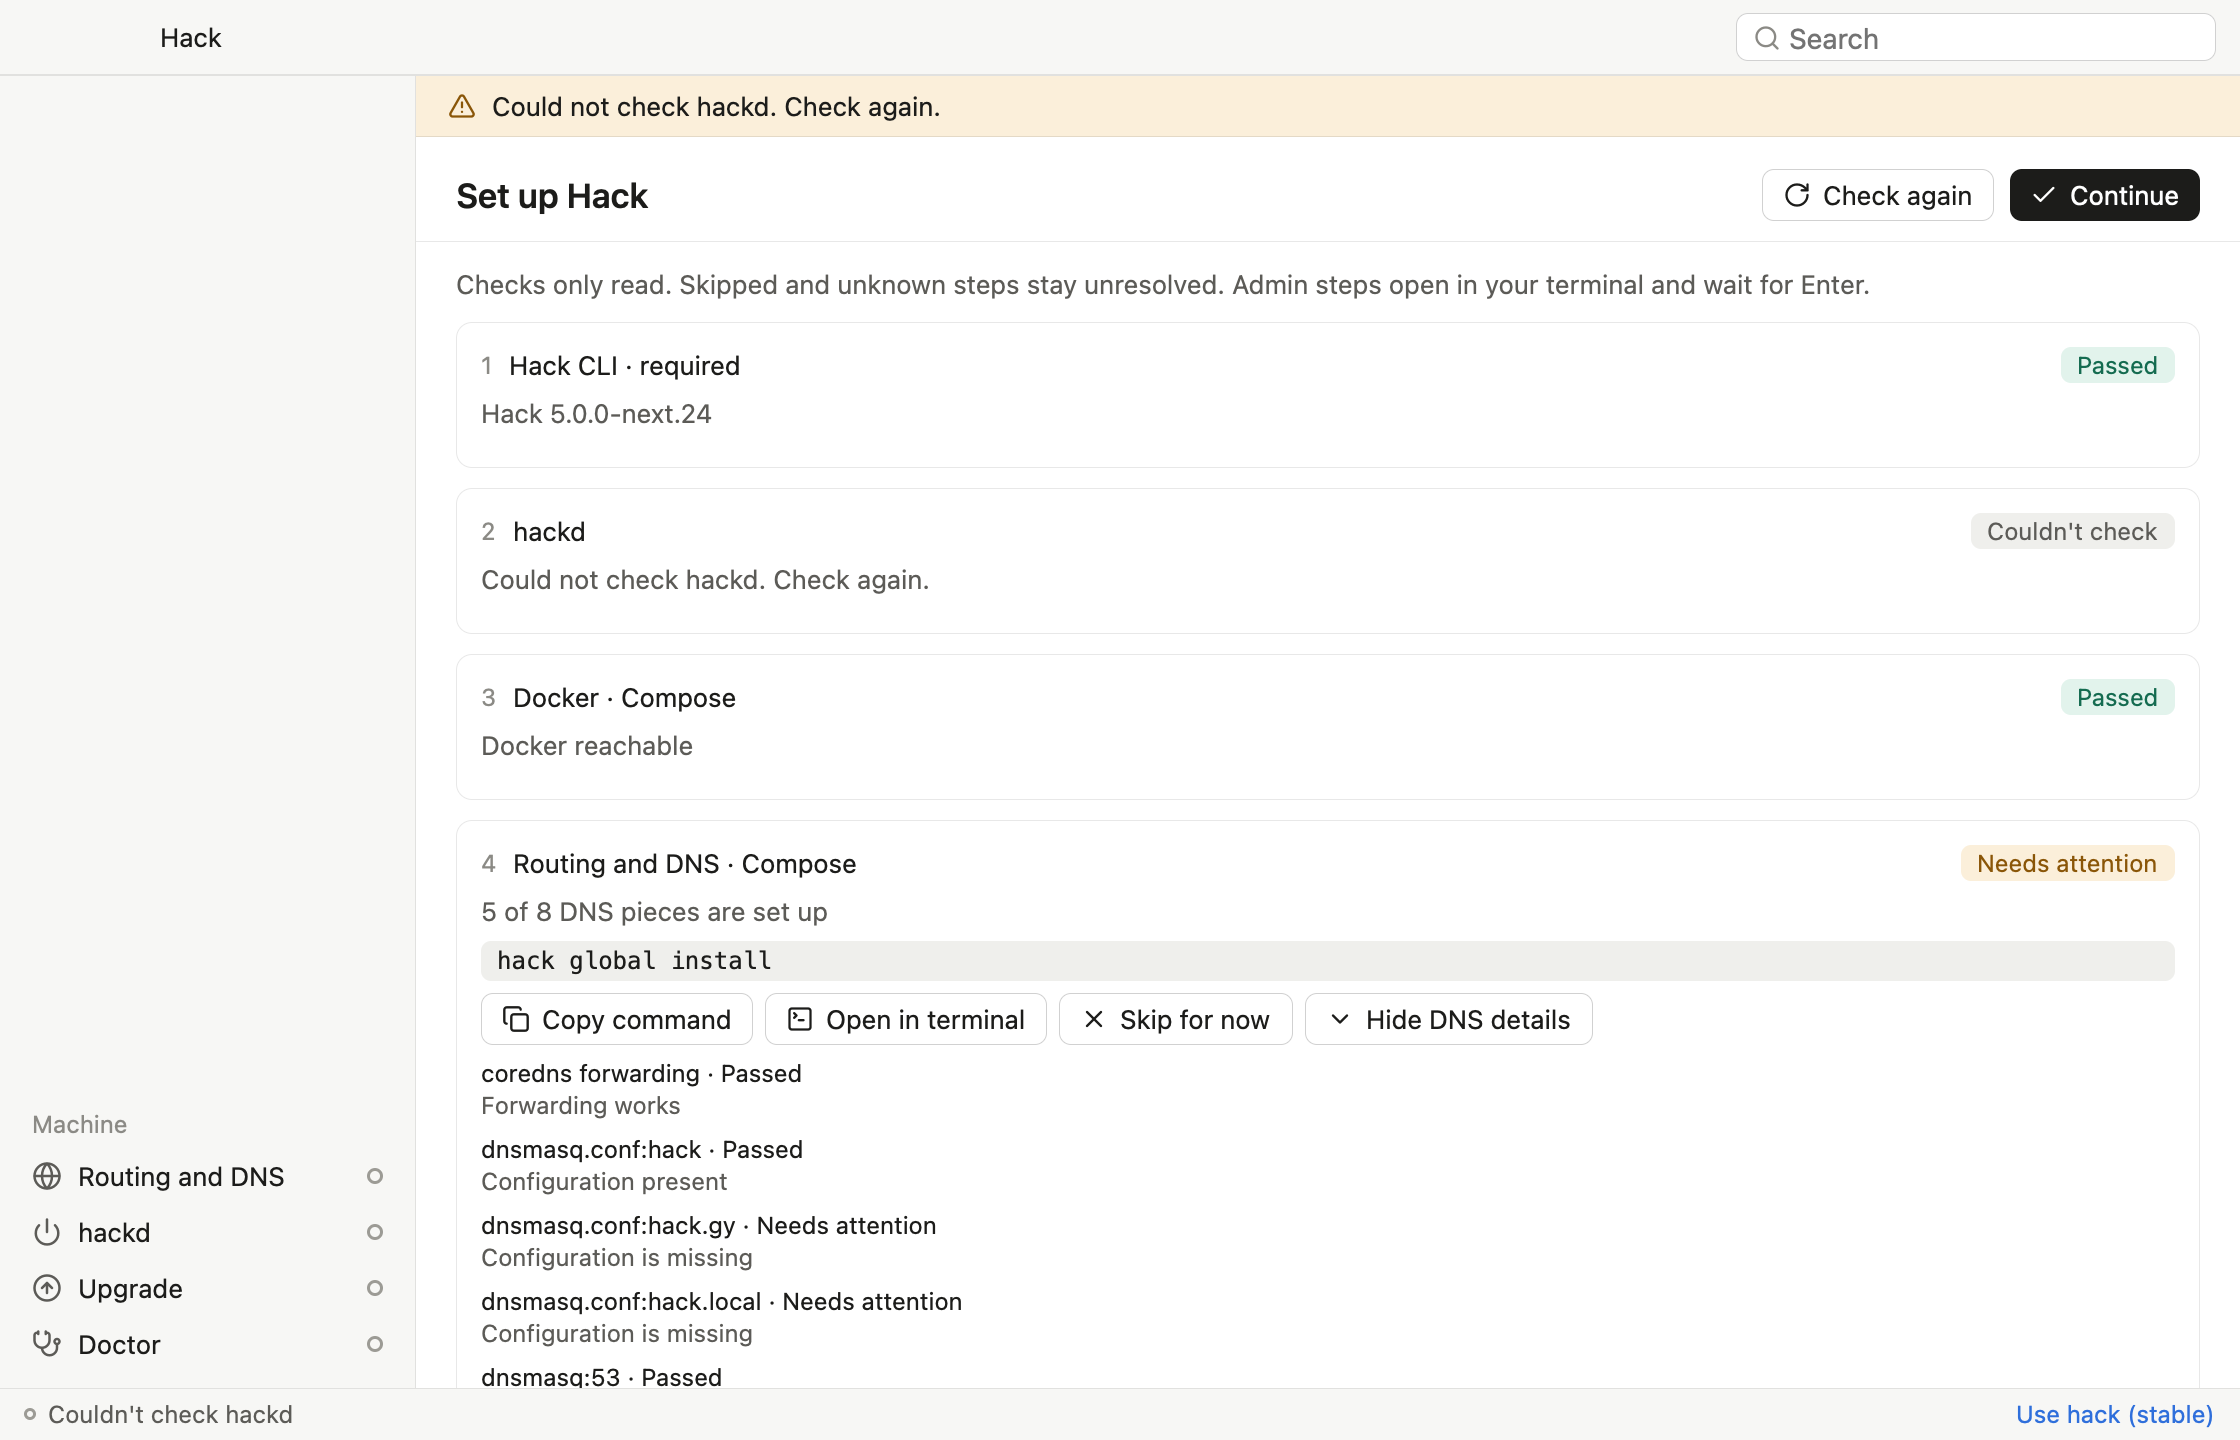 Hack
Search
Could not check hackd. Check again.
Set up Hack
Check again
Continue
Checks only read. Skipped and unknown steps stay unresolved. Admin steps open in your terminal and wait for Enter.
1 Hack CLI · required
Passed
Hack 5.0.0-next.24
2 hackd
Couldn't check
Could not check hackd. Check again.
3 Docker · Compose
Passed
Docker reachable
4 Routing and DNS · Compose
Needs attention
5 of 8 DNS pieces are set up
hack global install
Copy command
Open in terminal
Skip for now
Hide DNS details
coredns forwarding · Passed
Forwarding works
dnsmasq.conf:hack · Passed
Configuration present
dnsmasq.conf:hack.gy · Needs attention
Configuration is missing
dnsmasq.conf:hack.local · Needs attention
Configuration is missing
dnsmasq:53 · Passed
Machine
Routing and DNS
hackd
Upgrade
Doctor
Couldn't check hackd
Use hack (stable)